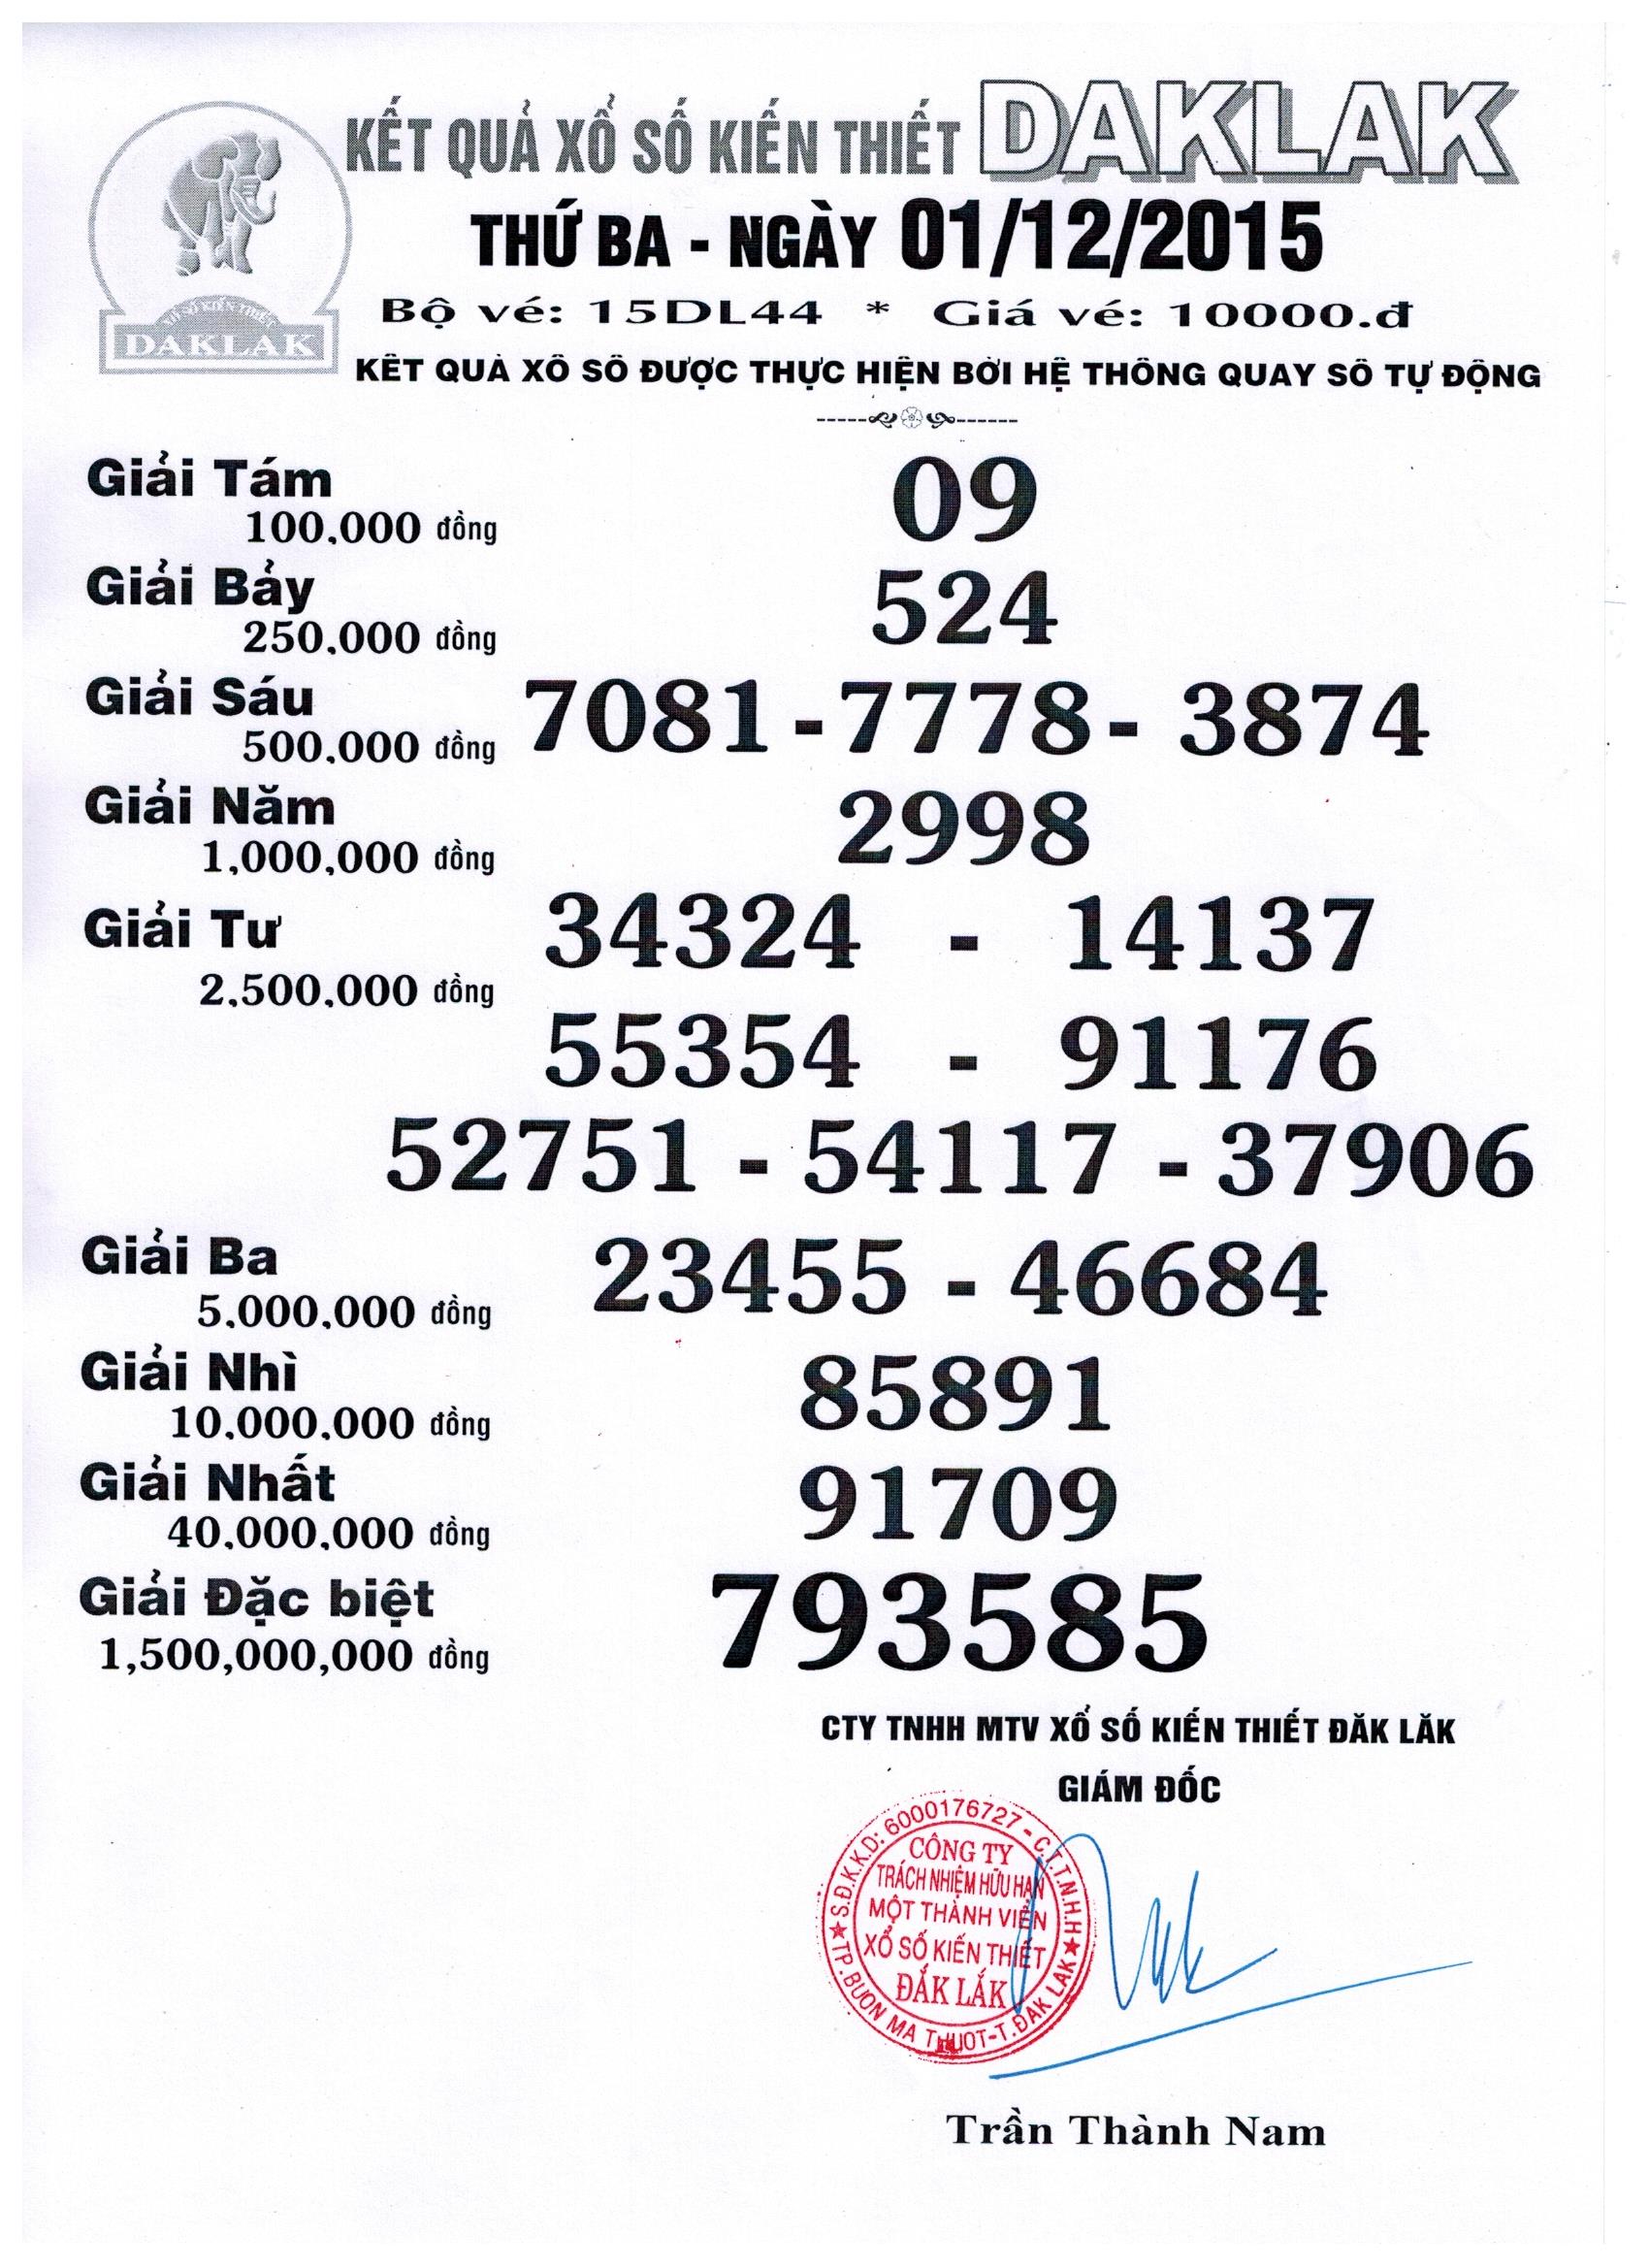 KẾT QUẢ XỔ SỐ KIẾN THIẾT DAKLAK
THỨ BA - NGÀY 01/12/2015
Bộ vé: 15DL44 * Giá vé: 10000.đ
XỔ SỐ KIẾN THIẾT
DAKLAK
KẾT QUẢ XỔ SỐ ĐƯỢC THỰC HIỆN BỞI HỆ THỐNG QUAY SỐ TỰ ĐỘNG
Giải Tám
100,000 đồng
09
Giải Bảy
250,000 đồng
524
Giải Sáu
500,000 đồng
7081 - 7778 - 3874
Giải Năm
1,000,000 đồng
2998
Giải Tư
2,500,000 đồng
34324 - 14137
55354 - 91176
52751 - 54117 - 37906
Giải Ba
5,000,000 đồng
23455 - 46684
Giải Nhì
10,000,000 đồng
85891
Giải Nhất
40,000,000 đồng
91709
Giải Đặc biệt
1,500,000,000 đồng
793585
CTY TNHH MTV XỔ SỐ KIẾN THIẾT ĐĂK LĂK
GIÁM ĐỐC
S.Đ.K.K.D: 6000176727 - C.T.T.N.H.H
CÔNG TY
TRÁCH NHIỆM HỮU HẠN
MỘT THÀNH VIÊN
XỔ SỐ KIẾN THIẾT
ĐẮK LẮK
★ TP.BUÔN MA THUỘT-T.ĐAK LAK ★
Trần Thành Nam